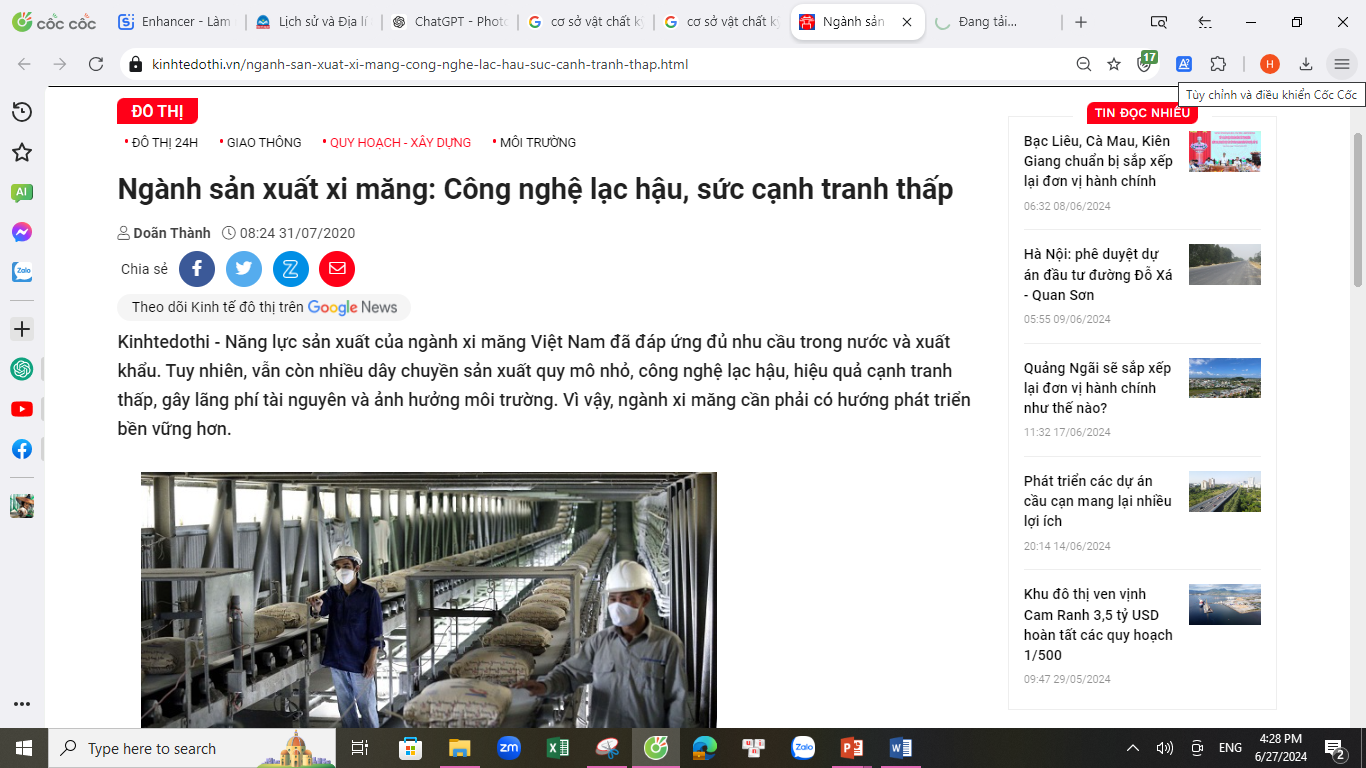 cốc cốc
Enhancer - Làm
Lịch sử và Địa lí
ChatGPT - Photo
cơ sở vật chất kỹ
cơ sở vật chất kỹ
Ngành sản
Đang tải...
kinhtedothi.vn/nganh-san-xuat-xi-mang-cong-nghe-lac-hau-suc-canh-tranh-thap.html
17
H
Tùy chỉnh và điều khiển Cốc Cốc
ĐÔ THỊ
ĐÔ THỊ 24H
GIAO THÔNG
QUY HOẠCH - XÂY DỰNG
MÔI TRƯỜNG
Ngành sản xuất xi măng: Công nghệ lạc hậu, sức cạnh tranh thấp
Doãn Thành 08:24 31/07/2020
Chia sẻ
Theo dõi Kinh tế đô thị trên Google News
Kinhtedothi - Năng lực sản xuất của ngành xi măng Việt Nam đã đáp ứng đủ nhu cầu trong nước và xuất
khẩu. Tuy nhiên, vẫn còn nhiều dây chuyền sản xuất quy mô nhỏ, công nghệ lạc hậu, hiệu quả cạnh tranh
thấp, gây lãng phí tài nguyên và ảnh hưởng môi trường. Vì vậy, ngành xi măng cần phải có hướng phát triển
bền vững hơn.
TIN ĐỌC NHIỀU
Bạc Liêu, Cà Mau, Kiên
Giang chuẩn bị sắp xếp
lại đơn vị hành chính
06:32 08/06/2024
Hà Nội: phê duyệt dự
án đầu tư đường Đỗ Xá
- Quan Sơn
05:55 09/06/2024
Quảng Ngãi sẽ sắp xếp
lại đơn vị hành chính
như thế nào?
11:32 17/06/2024
Phát triển các dự án
cầu cạn mang lại nhiều
lợi ích
20:14 14/06/2024
Khu đô thị ven vịnh
Cam Ranh 3,5 tỷ USD
hoàn tất các quy hoạch
1/500
09:47 29/05/2024
AI
Zalo
Type here to search
zm
Zalo
ENG
4:28 PM
6/27/2024
2